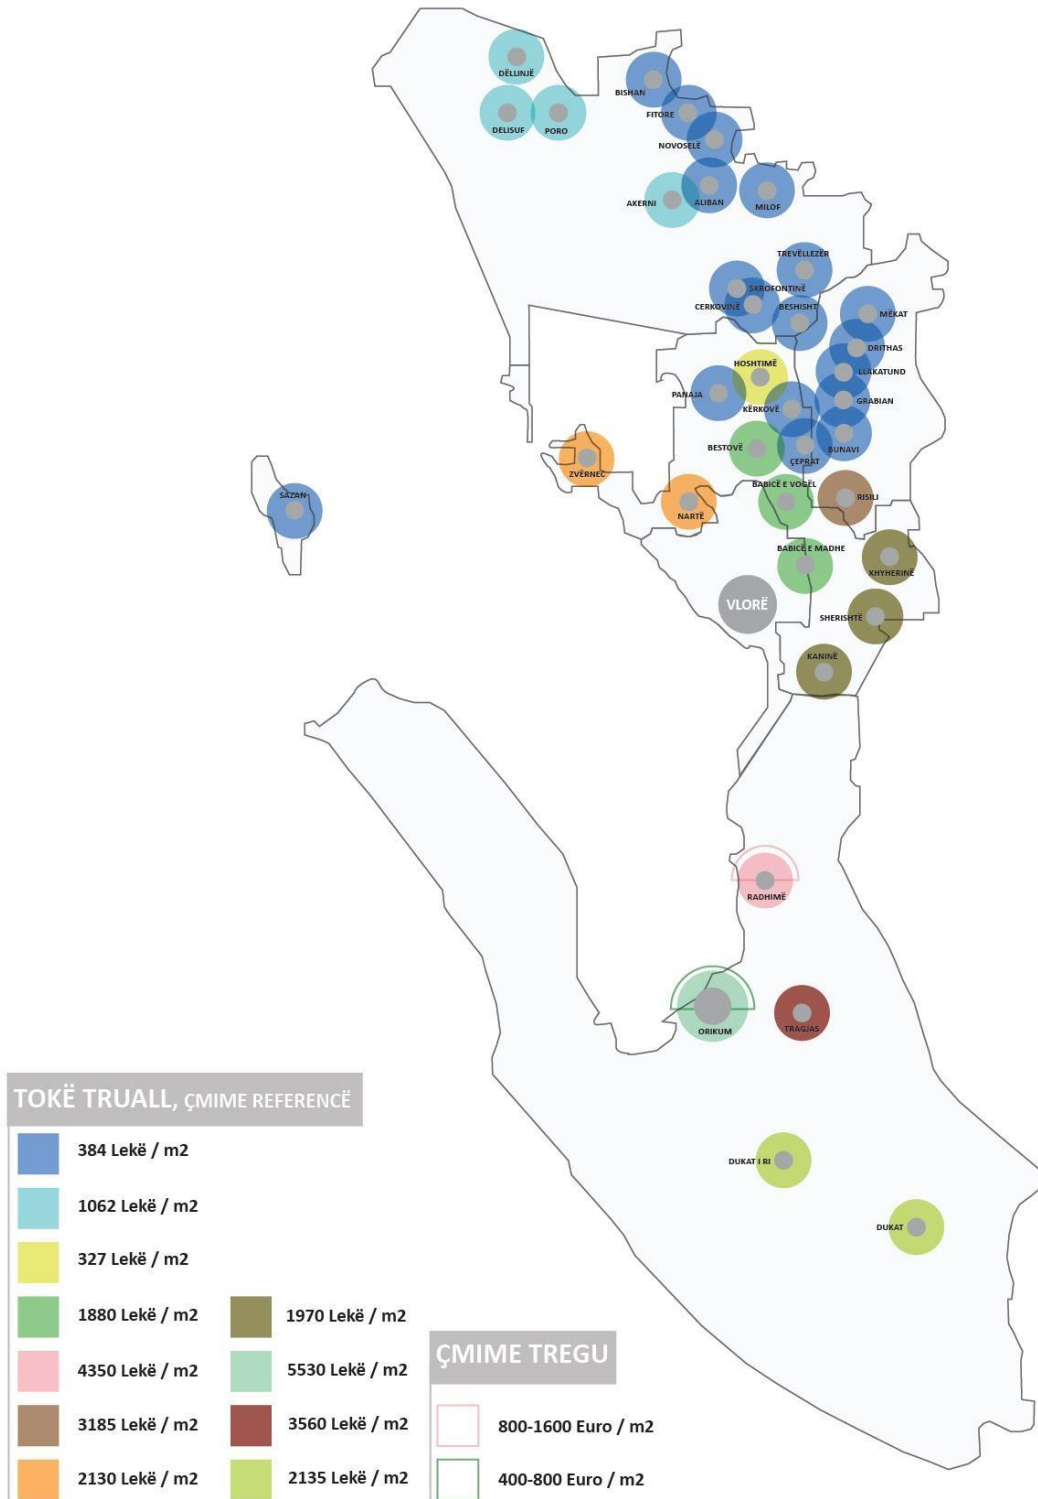 DËLLINJË
BISHAN
DELISUF
PORO
FITORE
NOVOSELË
AKERNI
ALIBAN
MILOF
TREVËLLEZËR
SKROFONTINË
CERKOVINË
BESHISHT
MËKAT
DRITHAS
HOSHTIMË
LLAKATUND
PANAJA
KËRKOVË
GRABIAN
BESTOVË
ÇEPRAT
BUNAVI
ZVËRNEC
BABICË E VOGËL
SAZAN
RISILI
NARTË
BABICË E MADHE
XHYHERINË
VLORË
SHERISHTË
KANINË
RADHIMË
ORIKUM
TRAGJAS
DUKAT I RI
DUKAT
TOKË TRUALL, ÇMIME REFERENCË
384 Lekë / m2
1062 Lekë / m2
327 Lekë / m2
1880 Lekë / m2
4350 Lekë / m2
3185 Lekë / m2
2130 Lekë / m2
1970 Lekë / m2
5530 Lekë / m2
3560 Lekë / m2
2135 Lekë / m2
ÇMIME TREGU
800-1600 Euro / m2
400-800 Euro / m2